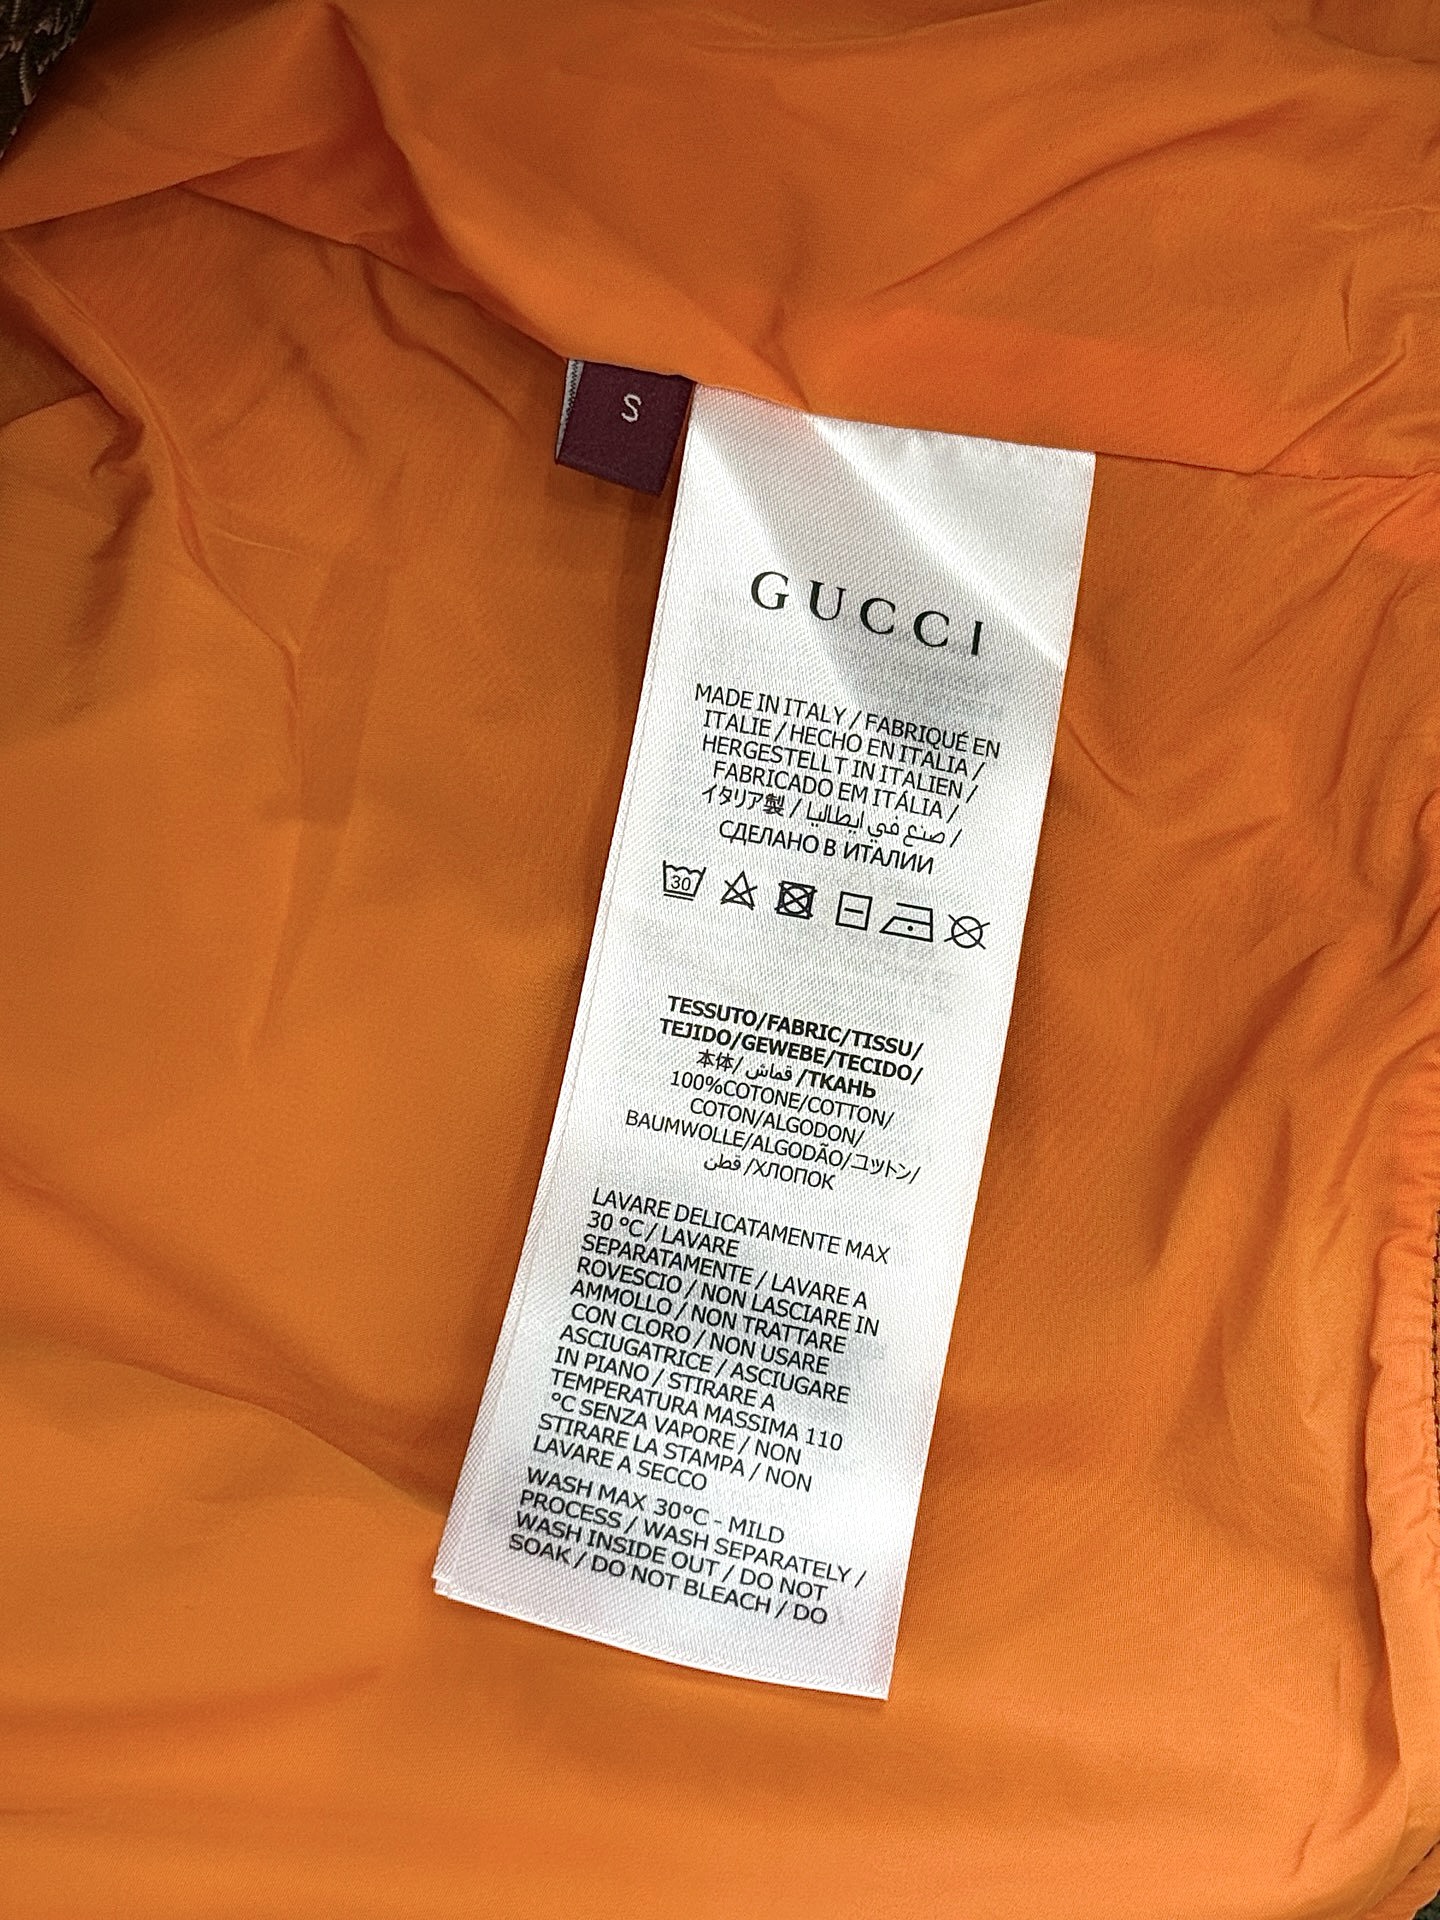 S
GUCCI
MADE IN ITALY / FABRIQUÉ EN
ITALIE / HECHO EN ITALIA /
HERGESTELLT IN ITALIEN /
FABRICADO EM ITÁLIA /
イタリア製 / صنع في ايطاليا /
СДЕЛАНО В ИТАЛИИ
30
TESSUTO/FABRIC/TISSU/
TEJIDO/GEWEBE/TECIDO/
本体/ قماش /ТКАНЬ
100%COTONE/COTTON/
COTON/ALGODON/
BAUMWOLLE/ALGODÃO/コットン/
قطن /ХЛОПОК
LAVARE DELICATAMENTE MAX
30 °C / LAVARE
SEPARATAMENTE / LAVARE A
ROVESCIO / NON LASCIARE IN
AMMOLLO / NON TRATTARE
CON CLORO / NON USARE
ASCIUGATRICE / ASCIUGARE
IN PIANO / STIRARE A
TEMPERATURA MASSIMA 110
°C SENZA VAPORE / NON
STIRARE LA STAMPA / NON
LAVARE A SECCO
WASH MAX 30°C - MILD
PROCESS / WASH SEPARATELY /
WASH INSIDE OUT / DO NOT
SOAK / DO NOT BLEACH / DO